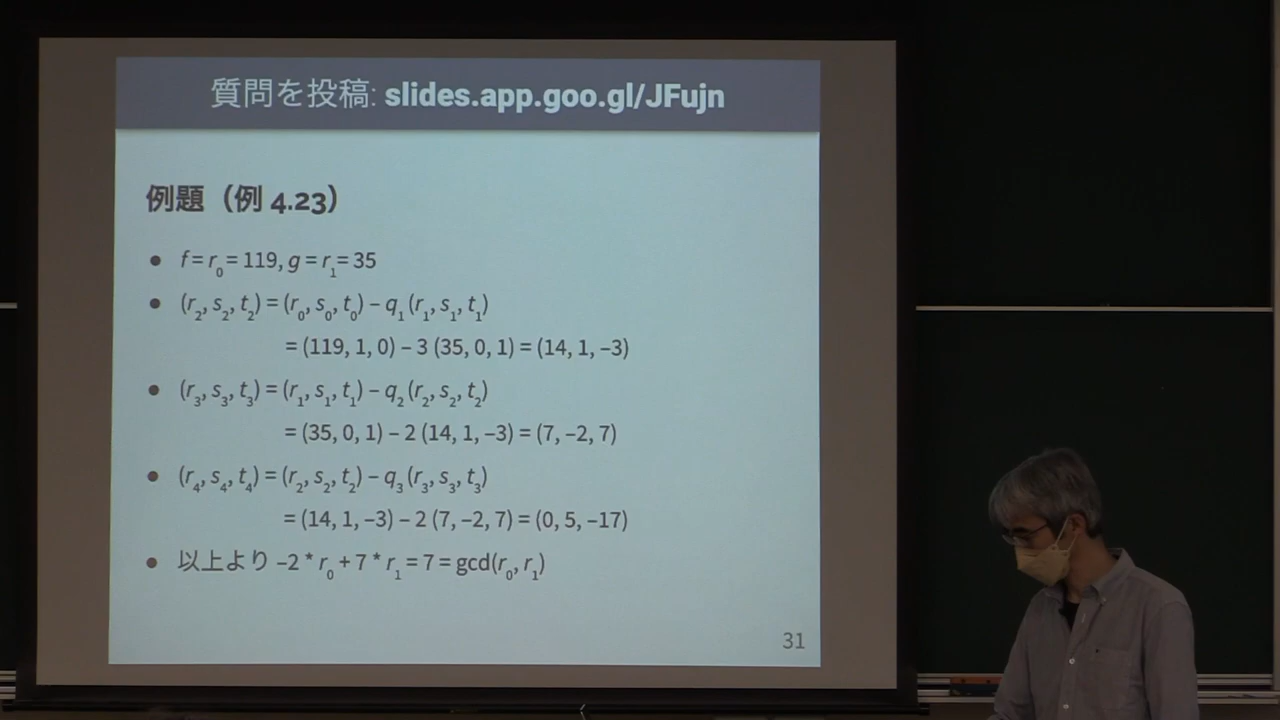 質問を投稿: slides.app.goo.gl/JFujn
例題（例 4.23）
● f = r₀ = 119, g = r₁ = 35
● (r₂, s₂, t₂) = (r₀, s₀, t₀) – q₁ (r₁, s₁, t₁)
= (119, 1, 0) – 3 (35, 0, 1) = (14, 1, –3)
● (r₃, s₃, t₃) = (r₁, s₁, t₁) – q₂ (r₂, s₂, t₂)
= (35, 0, 1) – 2 (14, 1, –3) = (7, –2, 7)
● (r₄, s₄, t₄) = (r₂, s₂, t₂) – q₃ (r₃, s₃, t₃)
= (14, 1, –3) – 2 (7, –2, 7) = (0, 5, –17)
● 以上より –2 * r₀ + 7 * r₁ = 7 = gcd(r₀, r₁)
31